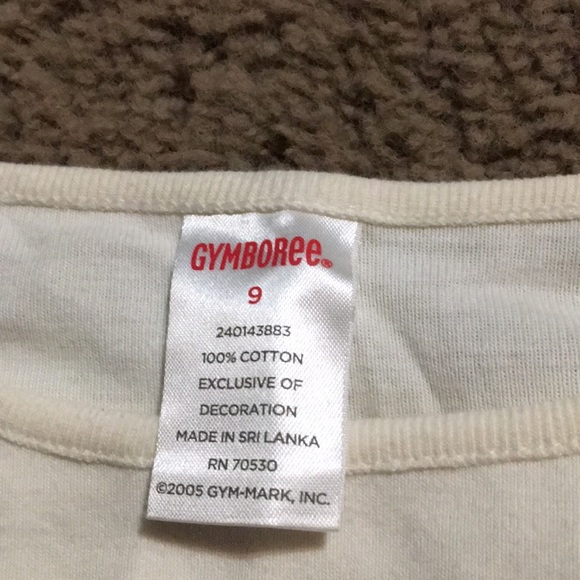 GYMBORee®
9
240143883
100% COTTON
EXCLUSIVE OF
DECORATION
MADE IN SRI LANKA
RN 70530
©2005 GYM-MARK, INC.